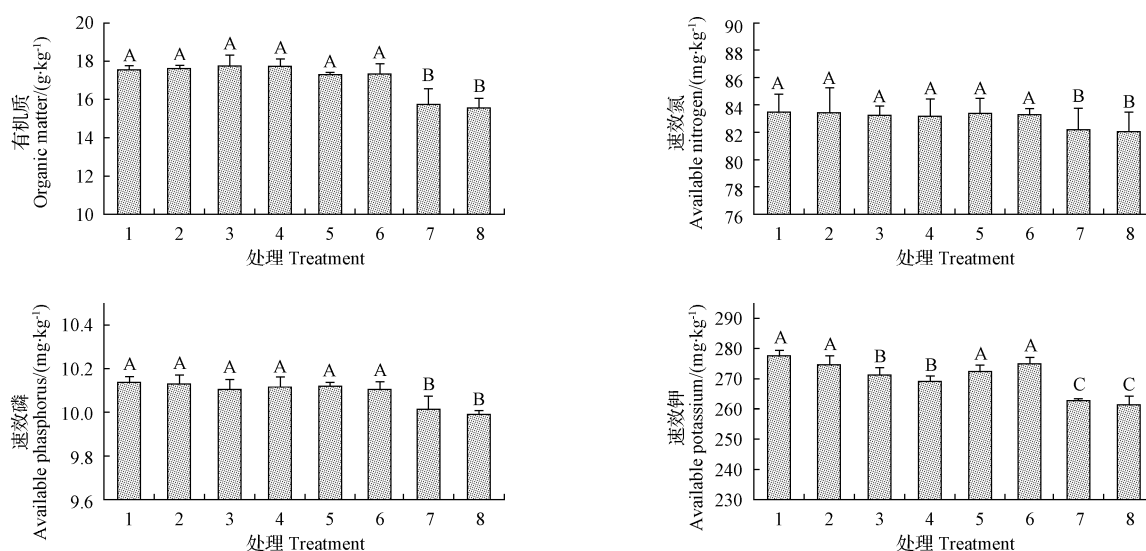 有机质
Organic matter/(g·kg⁻¹)
20
18
16
14
12
10
A A A A A A B B
1 2 3 4 5 6 7 8
处理 Treatment
速效氮
Available nitrogen/(mg·kg⁻¹)
90
88
86
84
82
80
78
76
A A A A A A B B
1 2 3 4 5 6 7 8
处理 Treatment
速效磷
Available phasphorus/(mg·kg⁻¹)
10.4
10.2
10.0
9.8
9.6
A A A A A A B B
1 2 3 4 5 6 7 8
处理 Treatment
速效钾
Available potassium/(mg·kg⁻¹)
290
280
270
260
250
240
230
A A B B A A C C
1 2 3 4 5 6 7 8
处理 Treatment